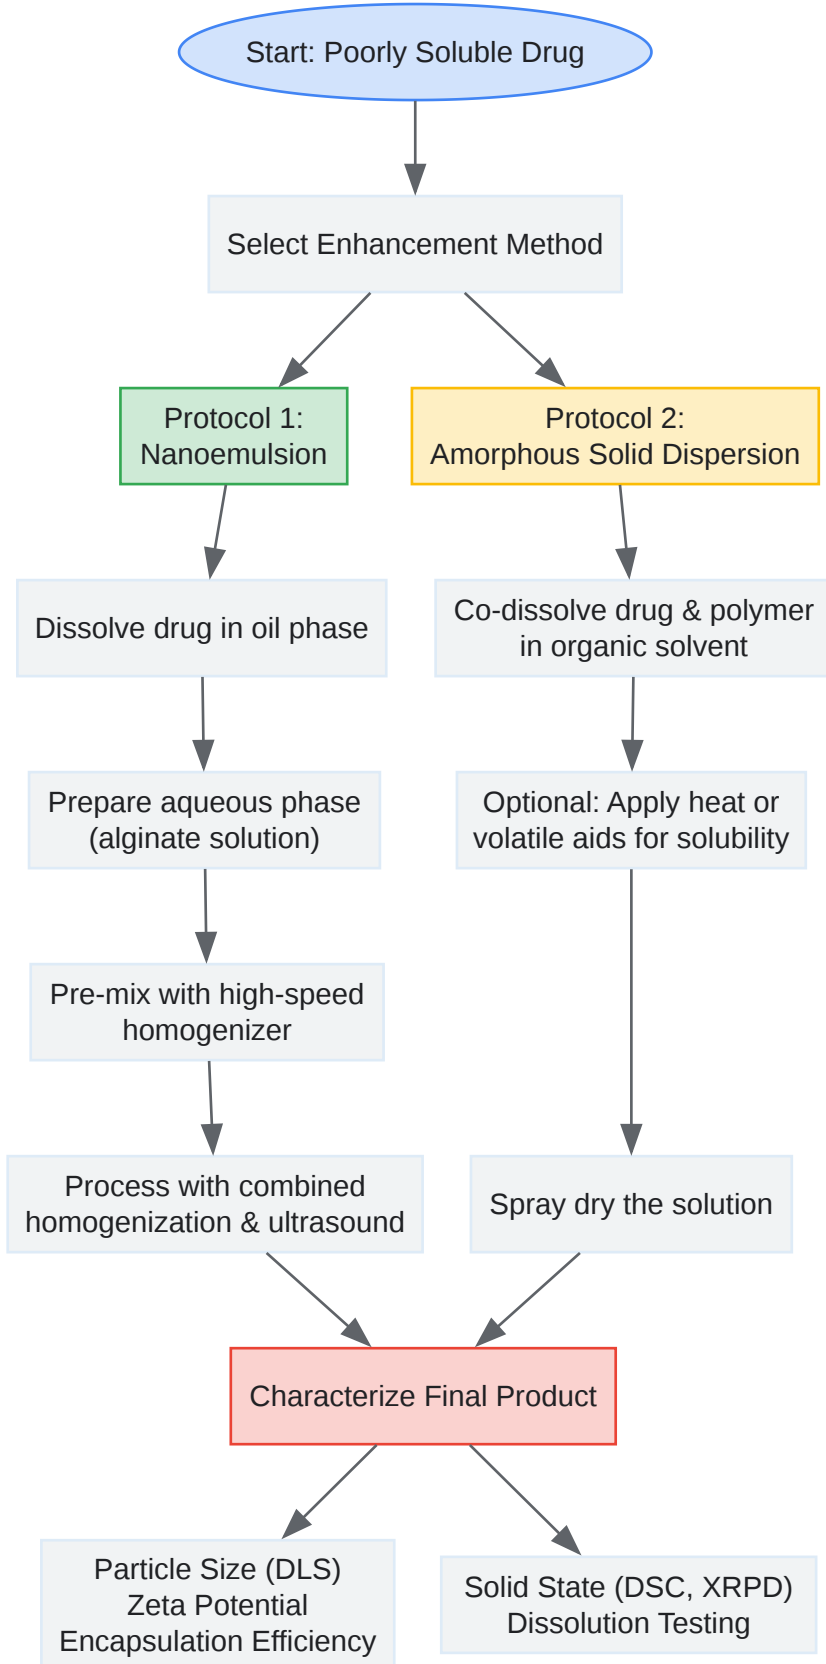 Start: Poorly Soluble Drug
Select Enhancement Method
Protocol 1:
Nanoemulsion
Protocol 2:
Amorphous Solid Dispersion
Dissolve drug in oil phase
Co-dissolve drug & polymer
in organic solvent
Prepare aqueous phase
(alginate solution)
Optional: Apply heat or
volatile aids for solubility
Pre-mix with high-speed
homogenizer
Process with combined
homogenization & ultrasound
Spray dry the solution
Characterize Final Product
Particle Size (DLS)
Zeta Potential
Encapsulation Efficiency
Solid State (DSC, XRPD)
Dissolution Testing